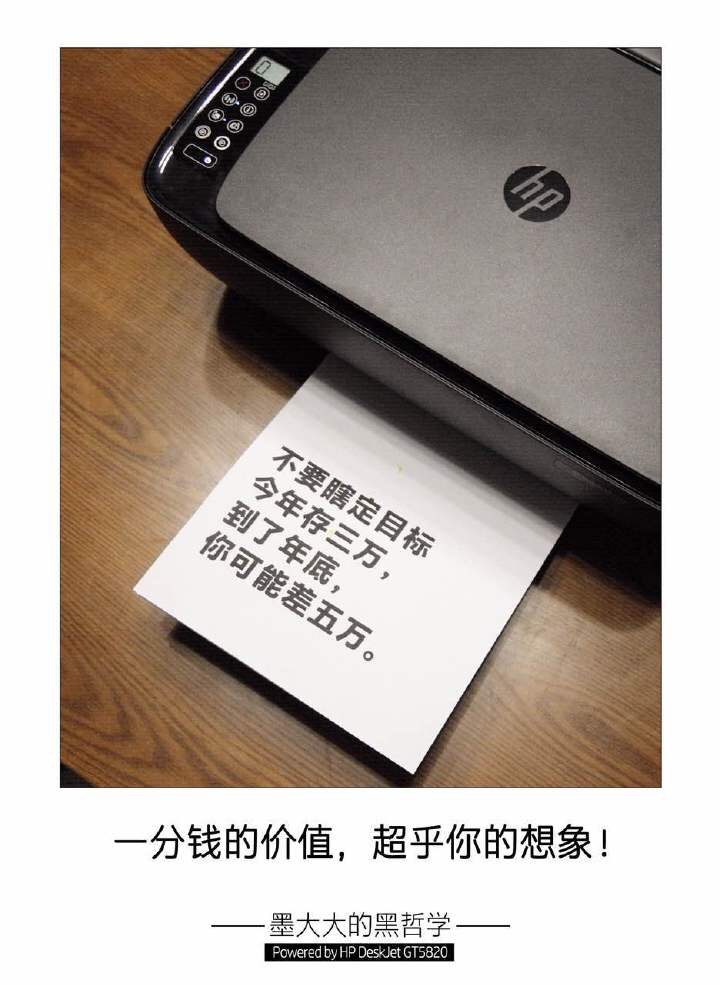 0
hp
不要瞎定目标
今年存三万，
到了年底，
你可能差五万。
一分钱的价值，超乎你的想象！
墨大大的黑哲学
Powered by HP DeskJet GT5820